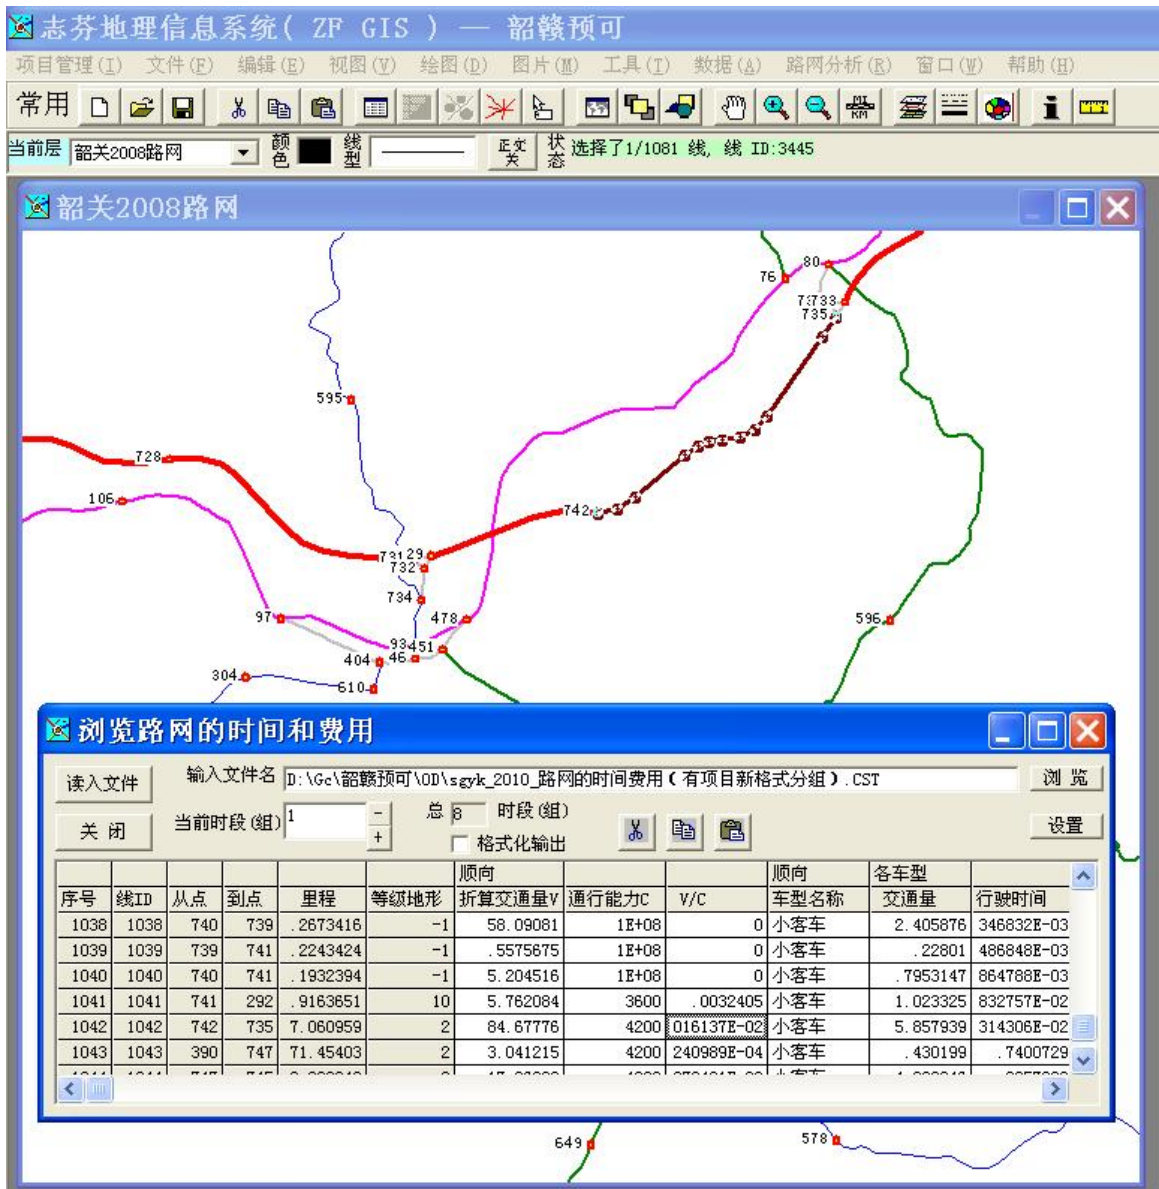 志芬地理信息系统( ZF GIS ) — 韶赣预可
项目管理(I) 文件(F) 编辑(E) 视图(V) 绘图(D) 图片(M) 工具(T) 数据(A) 路网分析(R) 窗口(W) 帮助(H)
常用
当前层 韶关2008路网 颜色 线型 正交关 状态 选择了1/1081 线, 线 ID:3445
韶关2008路网
80
76
733
735
595
728
106
742
731 29
732
734
97
478
596
93 451
404 46
304
610
浏览路网的时间和费用
读入文件 输入文件名 D:\Gc\韶赣预可\OD\sgyk_2010_路网的时间费用(有项目新格式分组).CST 浏览
关闭 当前时段(组) 1 - + 总 8 时段(组) 格式化输出 设置
顺向 顺向 各车型
序号 线ID 从点 到点 里程 等级地形 折算交通量V 通行能力C V/C 车型名称 交通量 行驶时间
1038 1038 740 739 .2673416 -1 58.09081 1E+08 0 小客车 2.405876 346832E-03
1039 1039 739 741 .2243424 -1 .5575675 1E+08 0 小客车 .22801 486848E-03
1040 1040 740 741 .1932394 -1 5.204516 1E+08 0 小客车 .7953147 864788E-03
1041 1041 741 292 .9163651 10 5.762084 3600 .0032405 小客车 1.023325 832757E-02
1042 1042 742 735 7.060959 2 84.67776 4200 016137E-02 小客车 5.857939 314306E-02
1043 1043 390 747 71.45403 2 3.041215 4200 240989E-04 小客车 .430199 .7400729
649
578